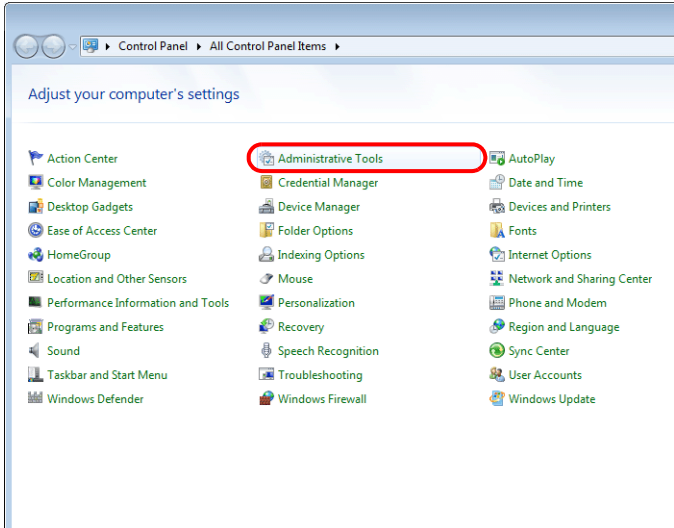 Control Panel All Control Panel Items
Adjust your computer's settings
Action Center Administrative Tools AutoPlay
Color Management Credential Manager Date and Time
Desktop Gadgets Device Manager Devices and Printers
Ease of Access Center Folder Options Fonts
HomeGroup Indexing Options Internet Options
Location and Other Sensors Mouse Network and Sharing Center
Performance Information and Tools Personalization Phone and Modem
Programs and Features Recovery Region and Language
Sound Speech Recognition Sync Center
Taskbar and Start Menu Troubleshooting User Accounts
Windows Defender Windows Firewall Windows Update